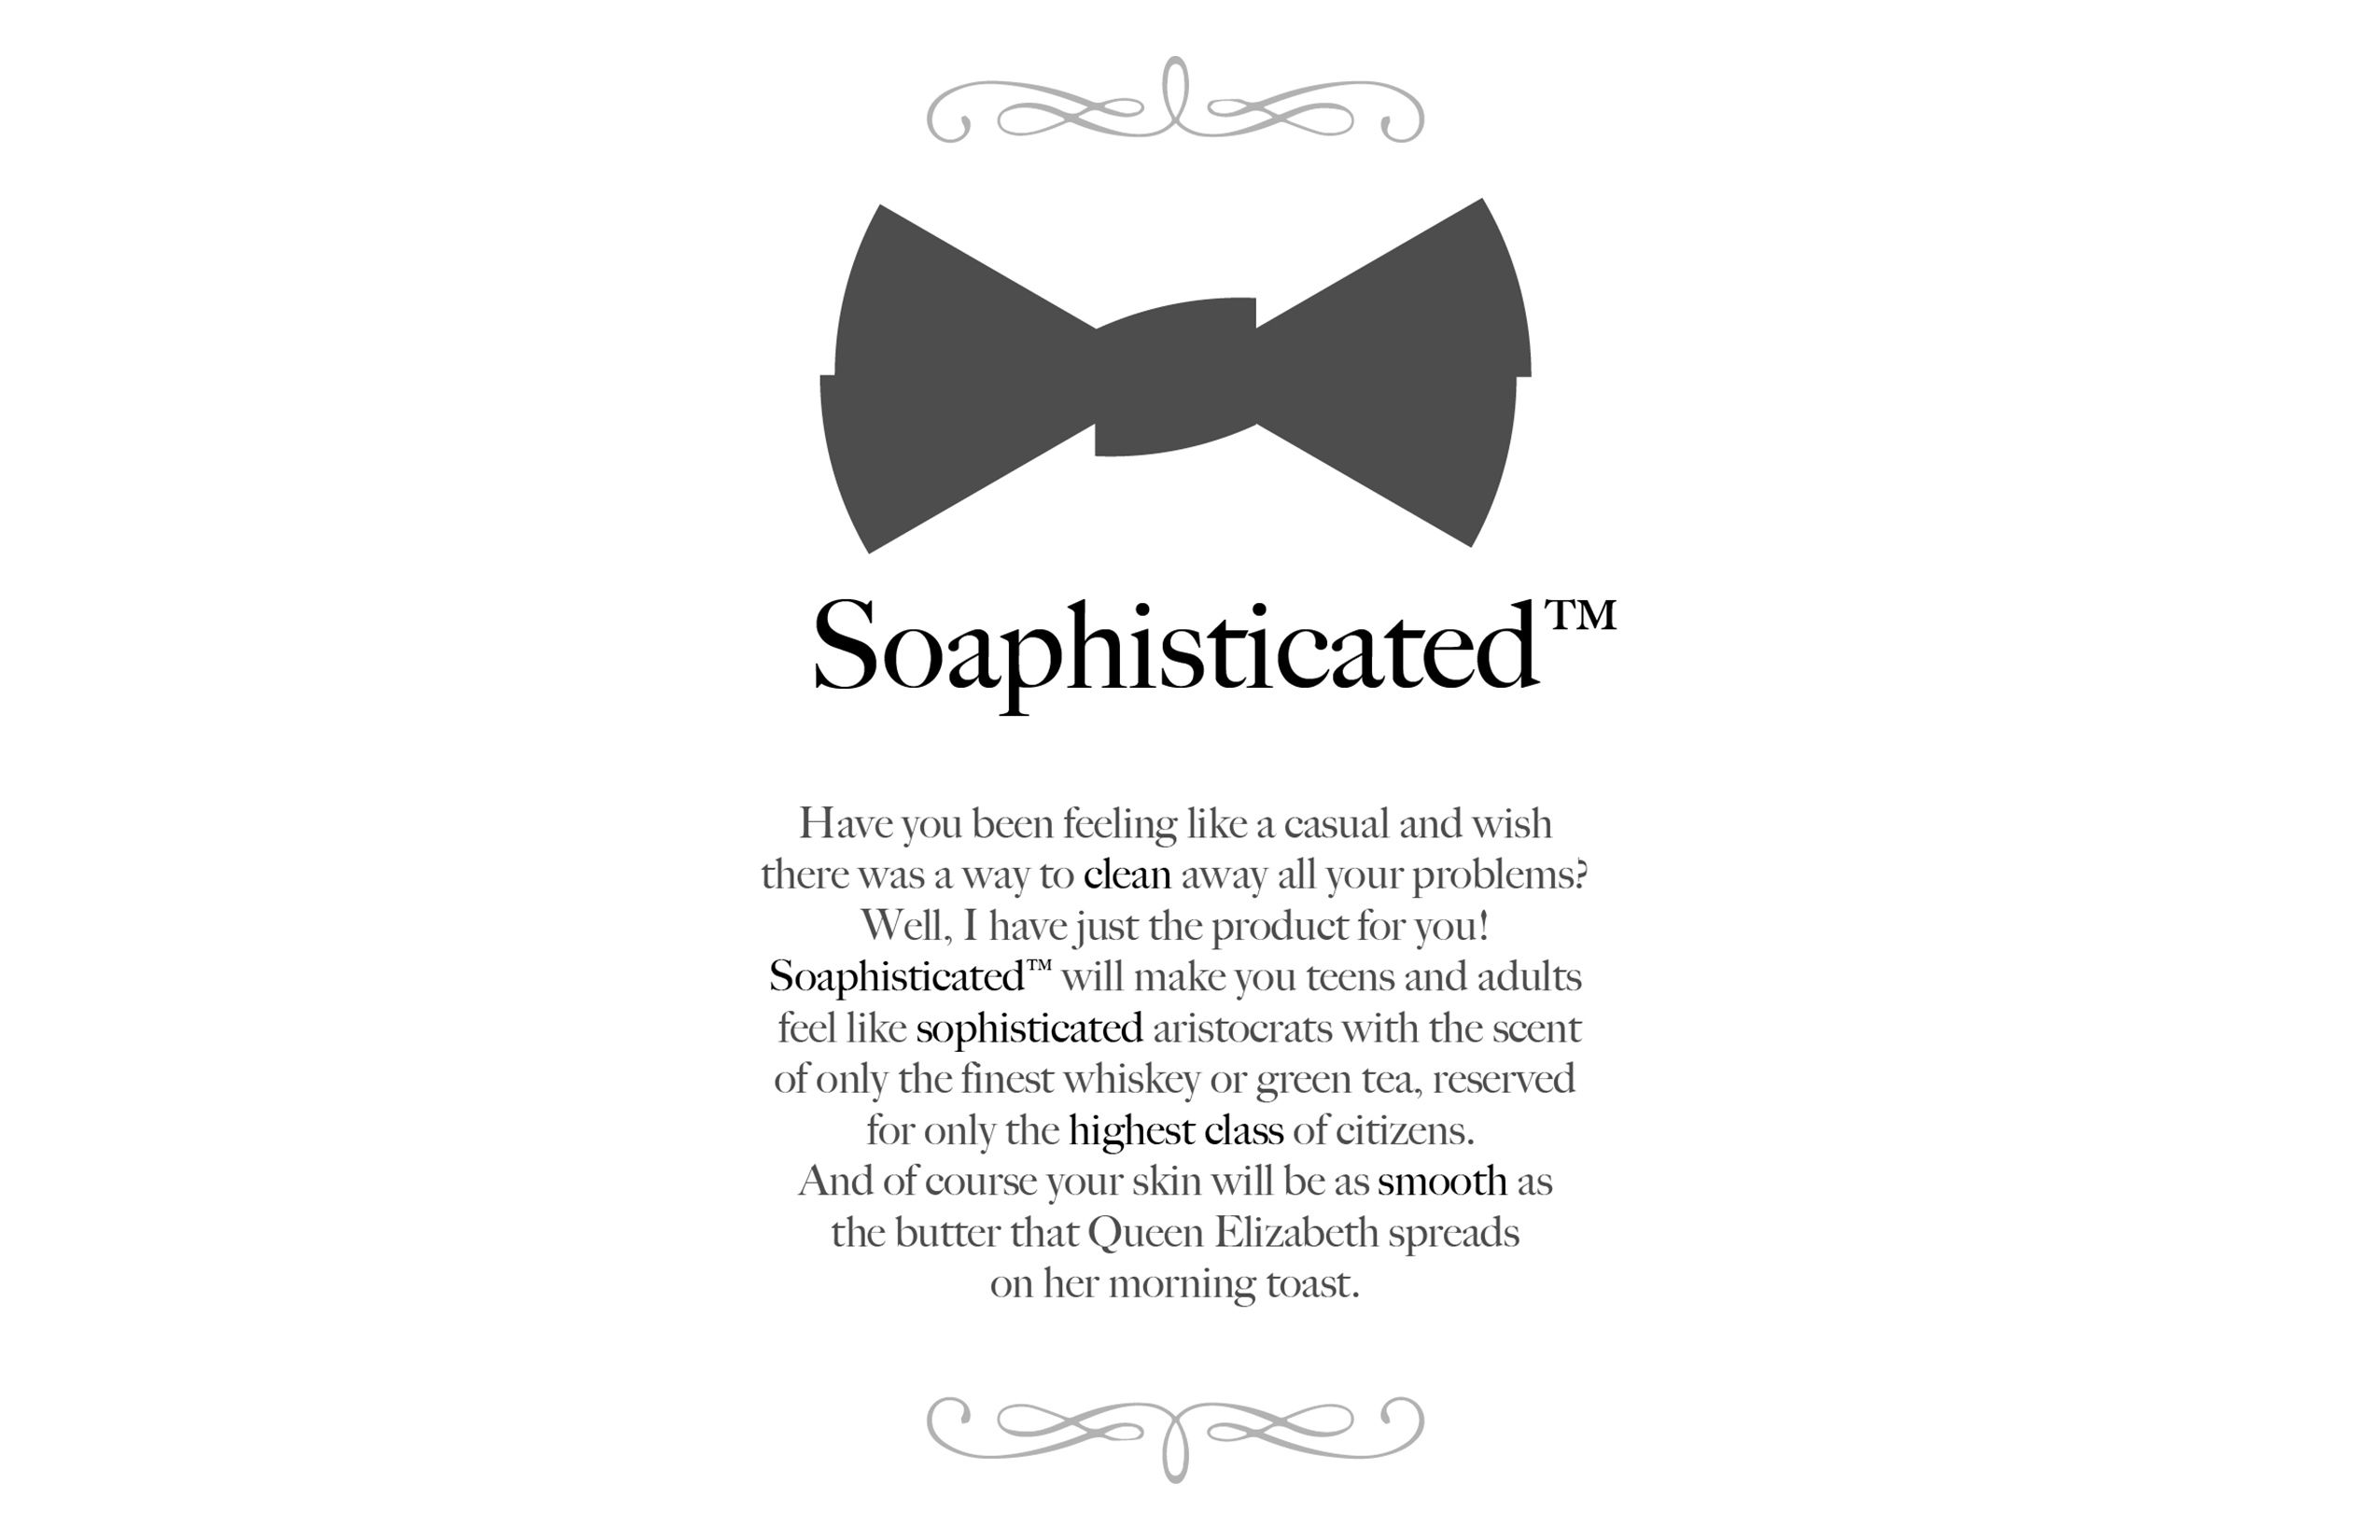 Soaphisticated™
Have you been feeling like a casual and wish
there was a way to clean away all your problems?
Well, I have just the product for you!
Soaphisticated™ will make you teens and adults
feel like sophisticated aristocrats with the scent
of only the finest whiskey or green tea, reserved
for only the highest class of citizens.
And of course your skin will be as smooth as
the butter that Queen Elizabeth spreads
on her morning toast.